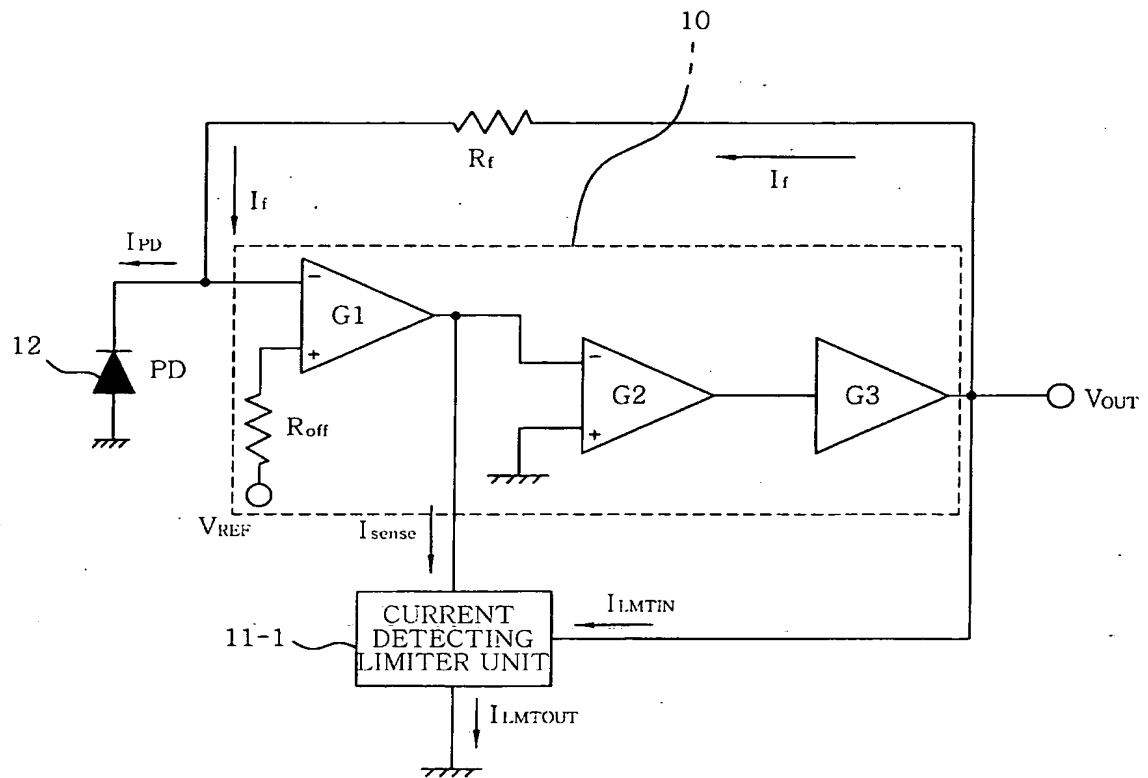 10
Rf
If
If
IPD
-
G1
+
12
PD
Roff
-
G2
+
G3
VOUT
VREF
Isense
ILMTIN
11-1
CURRENT
DETECTING
LIMITER UNIT
ILMTOUT